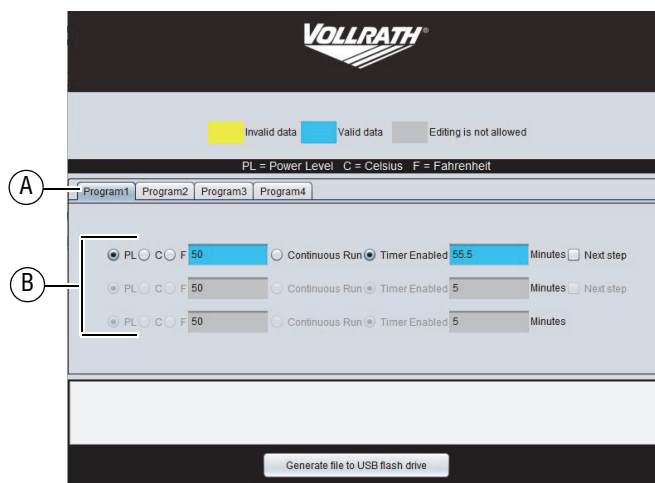 VOLLRATH®
Invalid data Valid data Editing is not allowed
PL = Power Level C = Celsius F = Fahrenheit
A
Program1 Program2 Program3 Program4
PL C F 50 Continuous Run Timer Enabled 55.5 Minutes Next step
B
PL C F 50 Continuous Run Timer Enabled 5 Minutes Next step
PL C F 50 Continuous Run Timer Enabled 5 Minutes
Generate file to USB flash drive